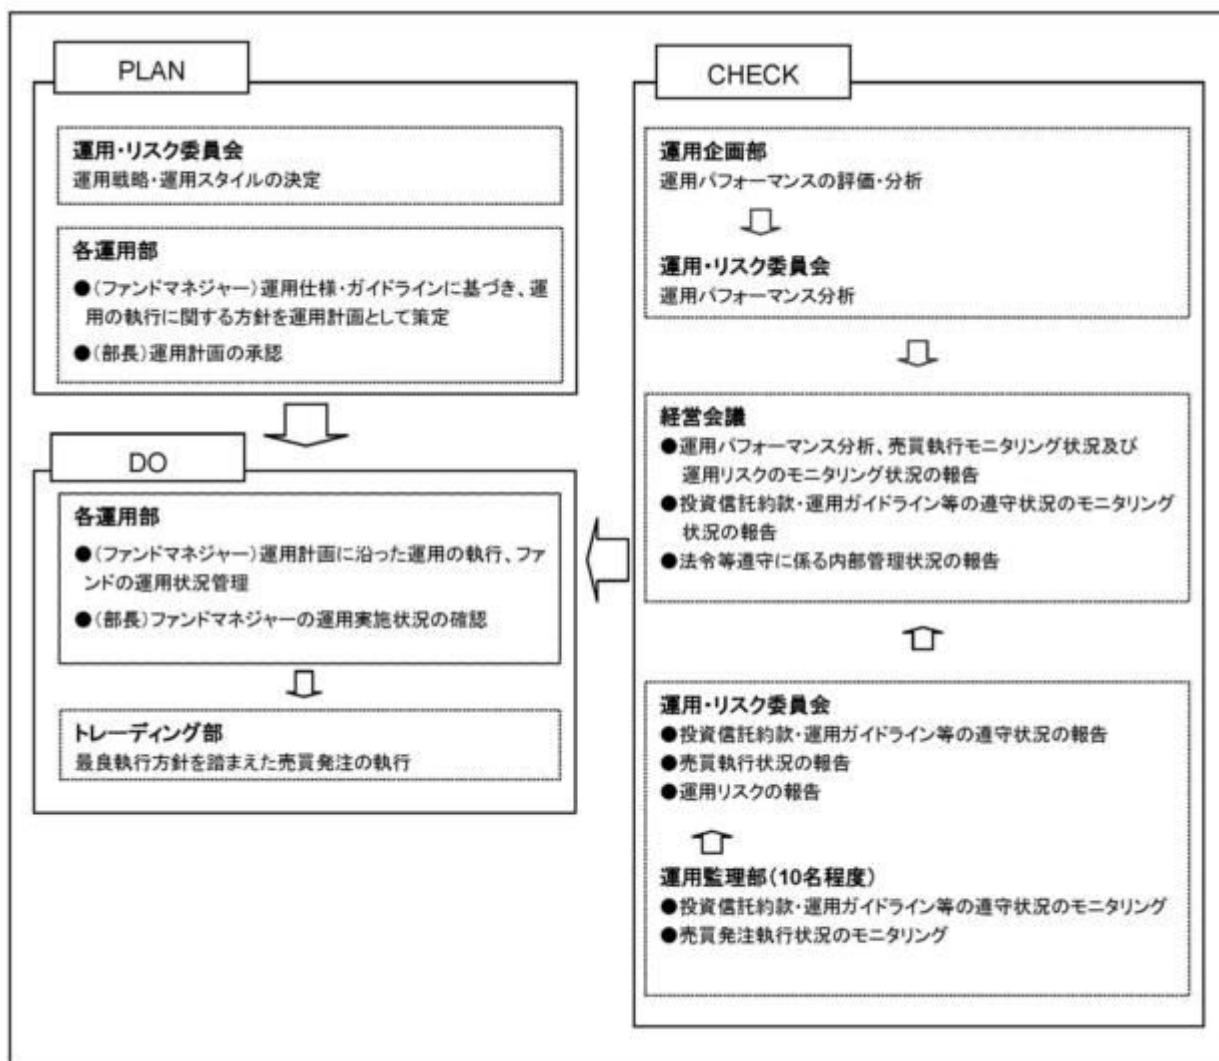 PLAN
運用・リスク委員会
運用戦略・運用スタイルの決定
各運用部
●(ファンドマネジャー)運用仕様・ガイドラインに基づき、運
用の執行に関する方針を運用計画として策定
●(部長)運用計画の承認
DO
各運用部
●(ファンドマネジャー)運用計画に沿った運用の執行、ファ
ンドの運用状況管理
●(部長)ファンドマネジャーの運用実施状況の確認
トレーディング部
最良執行方針を踏まえた売買発注の執行
CHECK
運用企画部
運用パフォーマンスの評価・分析
運用・リスク委員会
運用パフォーマンス分析
経営会議
●運用パフォーマンス分析、売買執行モニタリング状況及び
運用リスクのモニタリング状況の報告
●投資信託約款・運用ガイドライン等の遵守状況のモニタリング
状況の報告
●法令等遵守に係る内部管理状況の報告
運用・リスク委員会
●投資信託約款・運用ガイドライン等の遵守状況の報告
●売買執行状況の報告
●運用リスクの報告
運用監理部(10名程度)
●投資信託約款・運用ガイドライン等の遵守状況のモニタリング
●売買発注執行状況のモニタリング